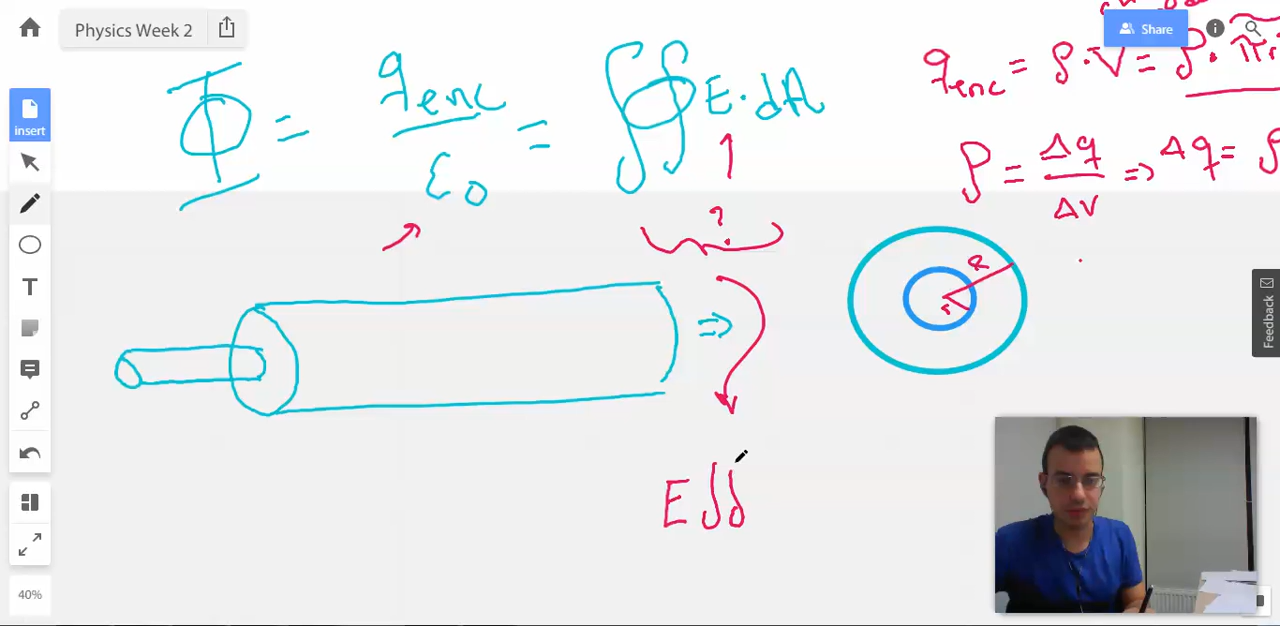 Physics Week 2
Share
insert
Φ = q_enc / ε₀ = ∯ E · dA
q_enc = ρ · V = ρ · πr
ρ = Δq / ΔV ⇒ Δq = ρ
?
⇒
R
r
E ∬
T
Feedback
40%